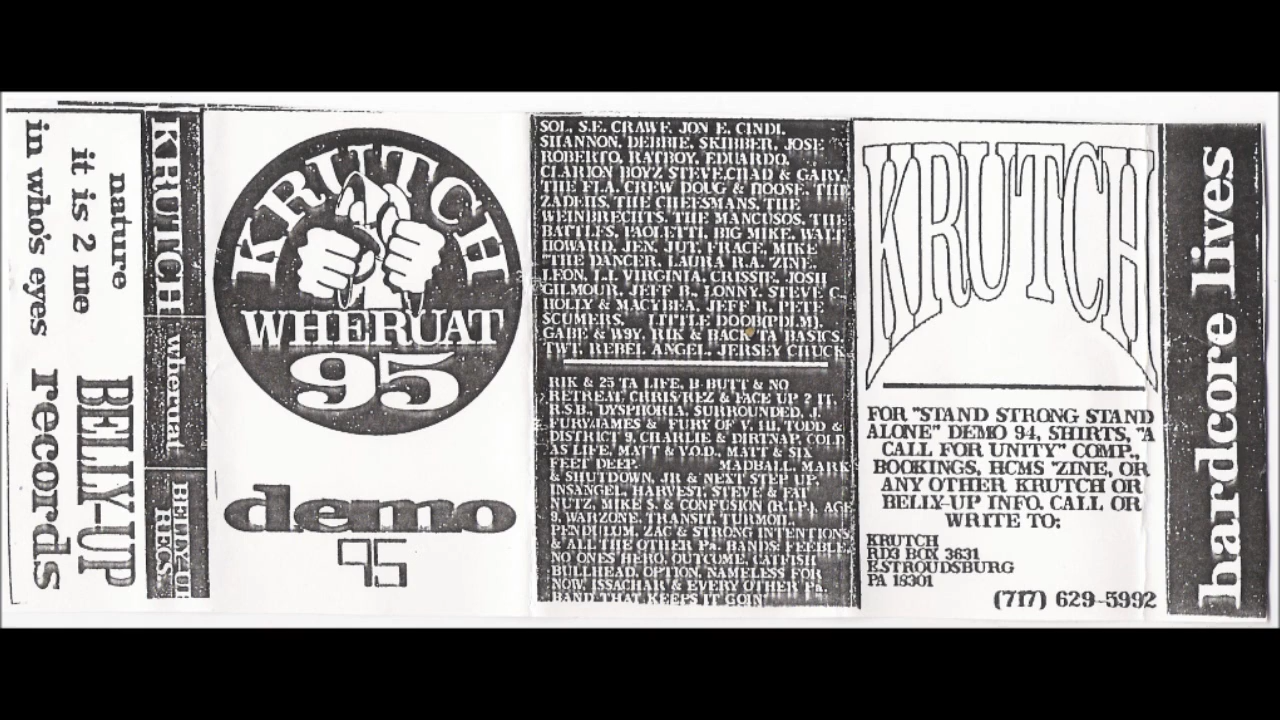 nature
it is 2 me
in who's eyes
BELLY-UP
records
KRUTCH
wheruat
BELLY-U
RECS
KRUTCH
WHERUAT
95
demo
95
SOL, S.E. CRAWF, JON E, CINDI,
SHANNON, DEBBIE, SKIBBER, JOSE
ROBERTO, RATBOY, EDUARDO,
CLARION BOYZ STEVE,CHAD & GARY,
THE FLA. CREW DOUG & NOOSE, THE
ZADEHS, THE CHEESMANS, THE
WEINBRECHTS, THE MANCUSOS, THE
BATTLES, PAOLETTI, BIG MIKE, WALT
HOWARD, JEN, JUT, FRACE, MIKE
"THE DANCER, LAURA R.A. 'ZINE,
LEON, L.I. VIRGINIA, CRISSIE, JOSH
GILMOUR, JEFF R., LONNY, STEVE C.,
HOLLY & MACYBEA, JEFF R, PETE
SCUMERS, LITTLE DOOB(PDLM),
GABE & W9Y, RIK & BACK TA BASICS,
TWI, REBEL ANGEL, JERSEY CHUCK
RIK & 25 TA LIFE, B-BUTT & NO
RETREAT, CHRIS/REZ & FACE UP 2 IT,
R.S.B., DYSPHORIA, SURROUNDED, J.
FURY,JAMES & FURY OF V, III, TODD &
DISTRICT 9, CHARLIE & DIRTNAP, COLD
AS LIFE, MATT & V.O.D., MATT & SIX
FEET DEEP, MADBALL, MARK
& SHUTDOWN, JR & NEXT STEP UP,
INSANGEL, HARVEST, STEVE & FAT
NUTZ, MIKE S. & CONFUSION (R.I.P.), AGE
9, WARZONE, TRANSIT, TURMOIL,
PENDULUM, ZAC & STRONG INTENTIONS,
& ALL THE OTHER Pa. BANDS: FEEBLE,
NO ONES HERO, OUTCOME, CATFISH
BULLHEAD, OPTION, NAMELESS FOR
NOW, ISSACHAR & EVERY OTHER Pa.
BAND THAT KEEPS IT GOIN'
KRUTCH
FOR "STAND STRONG STAND
ALONE" DEMO 94, SHIRTS, "A
CALL FOR UNITY" COMP.,
BOOKINGS, HCMS 'ZINE, OR
ANY OTHER KRUTCH OR
BELLY-UP INFO. CALL OR
WRITE TO:
KRUTCH
RD3 BOX 3631
E.STROUDSBURG
PA 18301
(717) 629-5992
hardcore lives